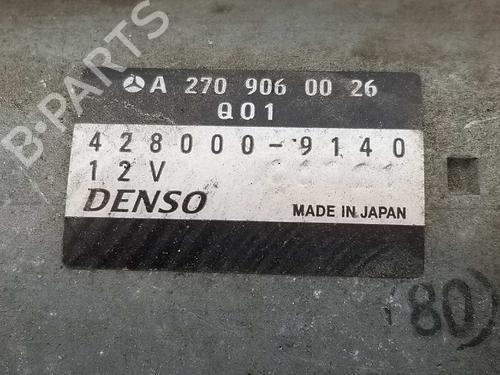 A 270 906 00 26
Q01
428000-9140
12V
DENSO
MADE IN JAPAN
(80)
B-PARTS